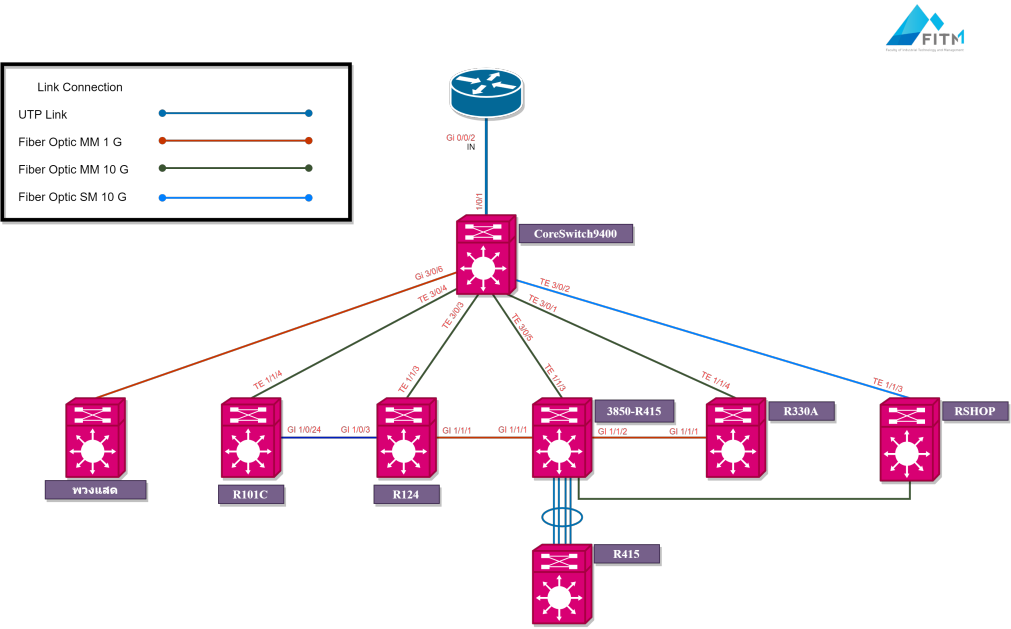 FITM
Faculty of Industrial Technology and Management
Link Connection
UTP Link
Fiber Optic MM 1 G
Fiber Optic MM 10 G
Fiber Optic SM 10 G
Gi 0/0/2
IN
1/0/1
CoreSwitch9400
Gi 3/0/6
TE 3/0/4
TE 3/0/3
TE 3/0/5
TE 3/0/1
TE 3/0/2
TE 1/1/4
TE 1/1/3
TE 1/1/3
TE 1/1/4
TE 1/1/3
3850-R415
R330A
RSHOP
GI 1/0/24
GI 1/0/3
GI 1/1/1
GI 1/1/1
GI 1/1/2
GI 1/1/1
พวงแสด
R101C
R124
R415